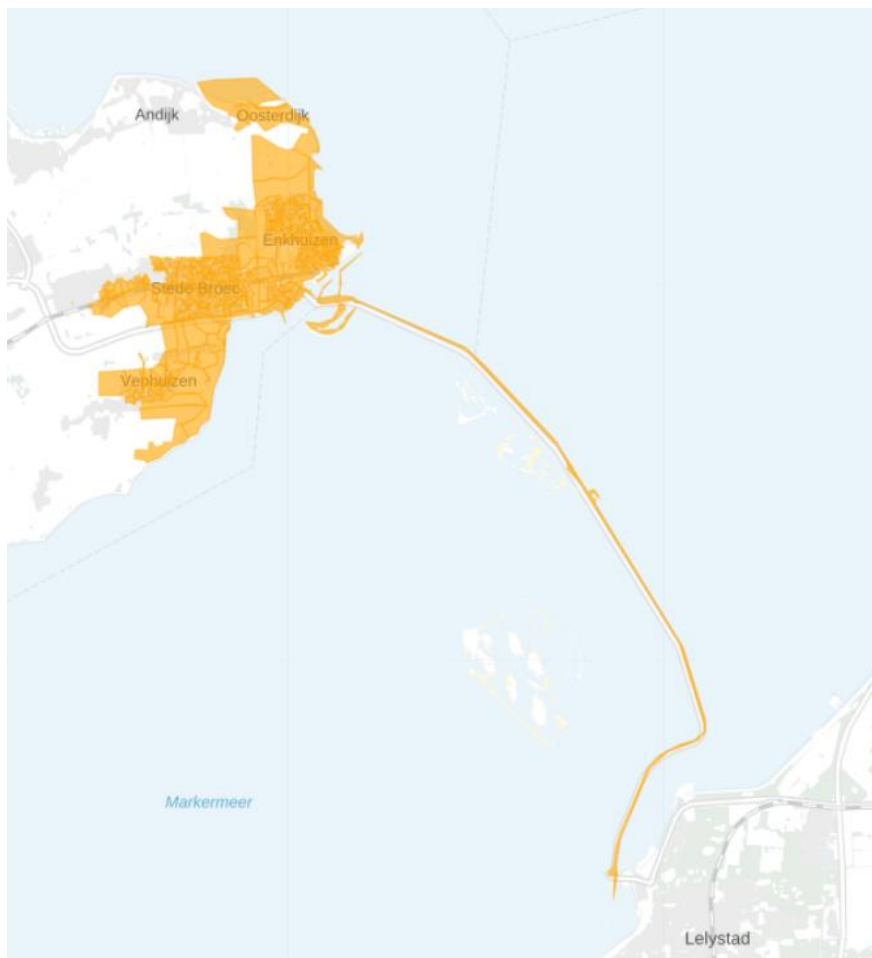 Andijk
Oosterdijk
Enkhuizen
Stede Broec
Venhuizen
Markermeer
Lelystad